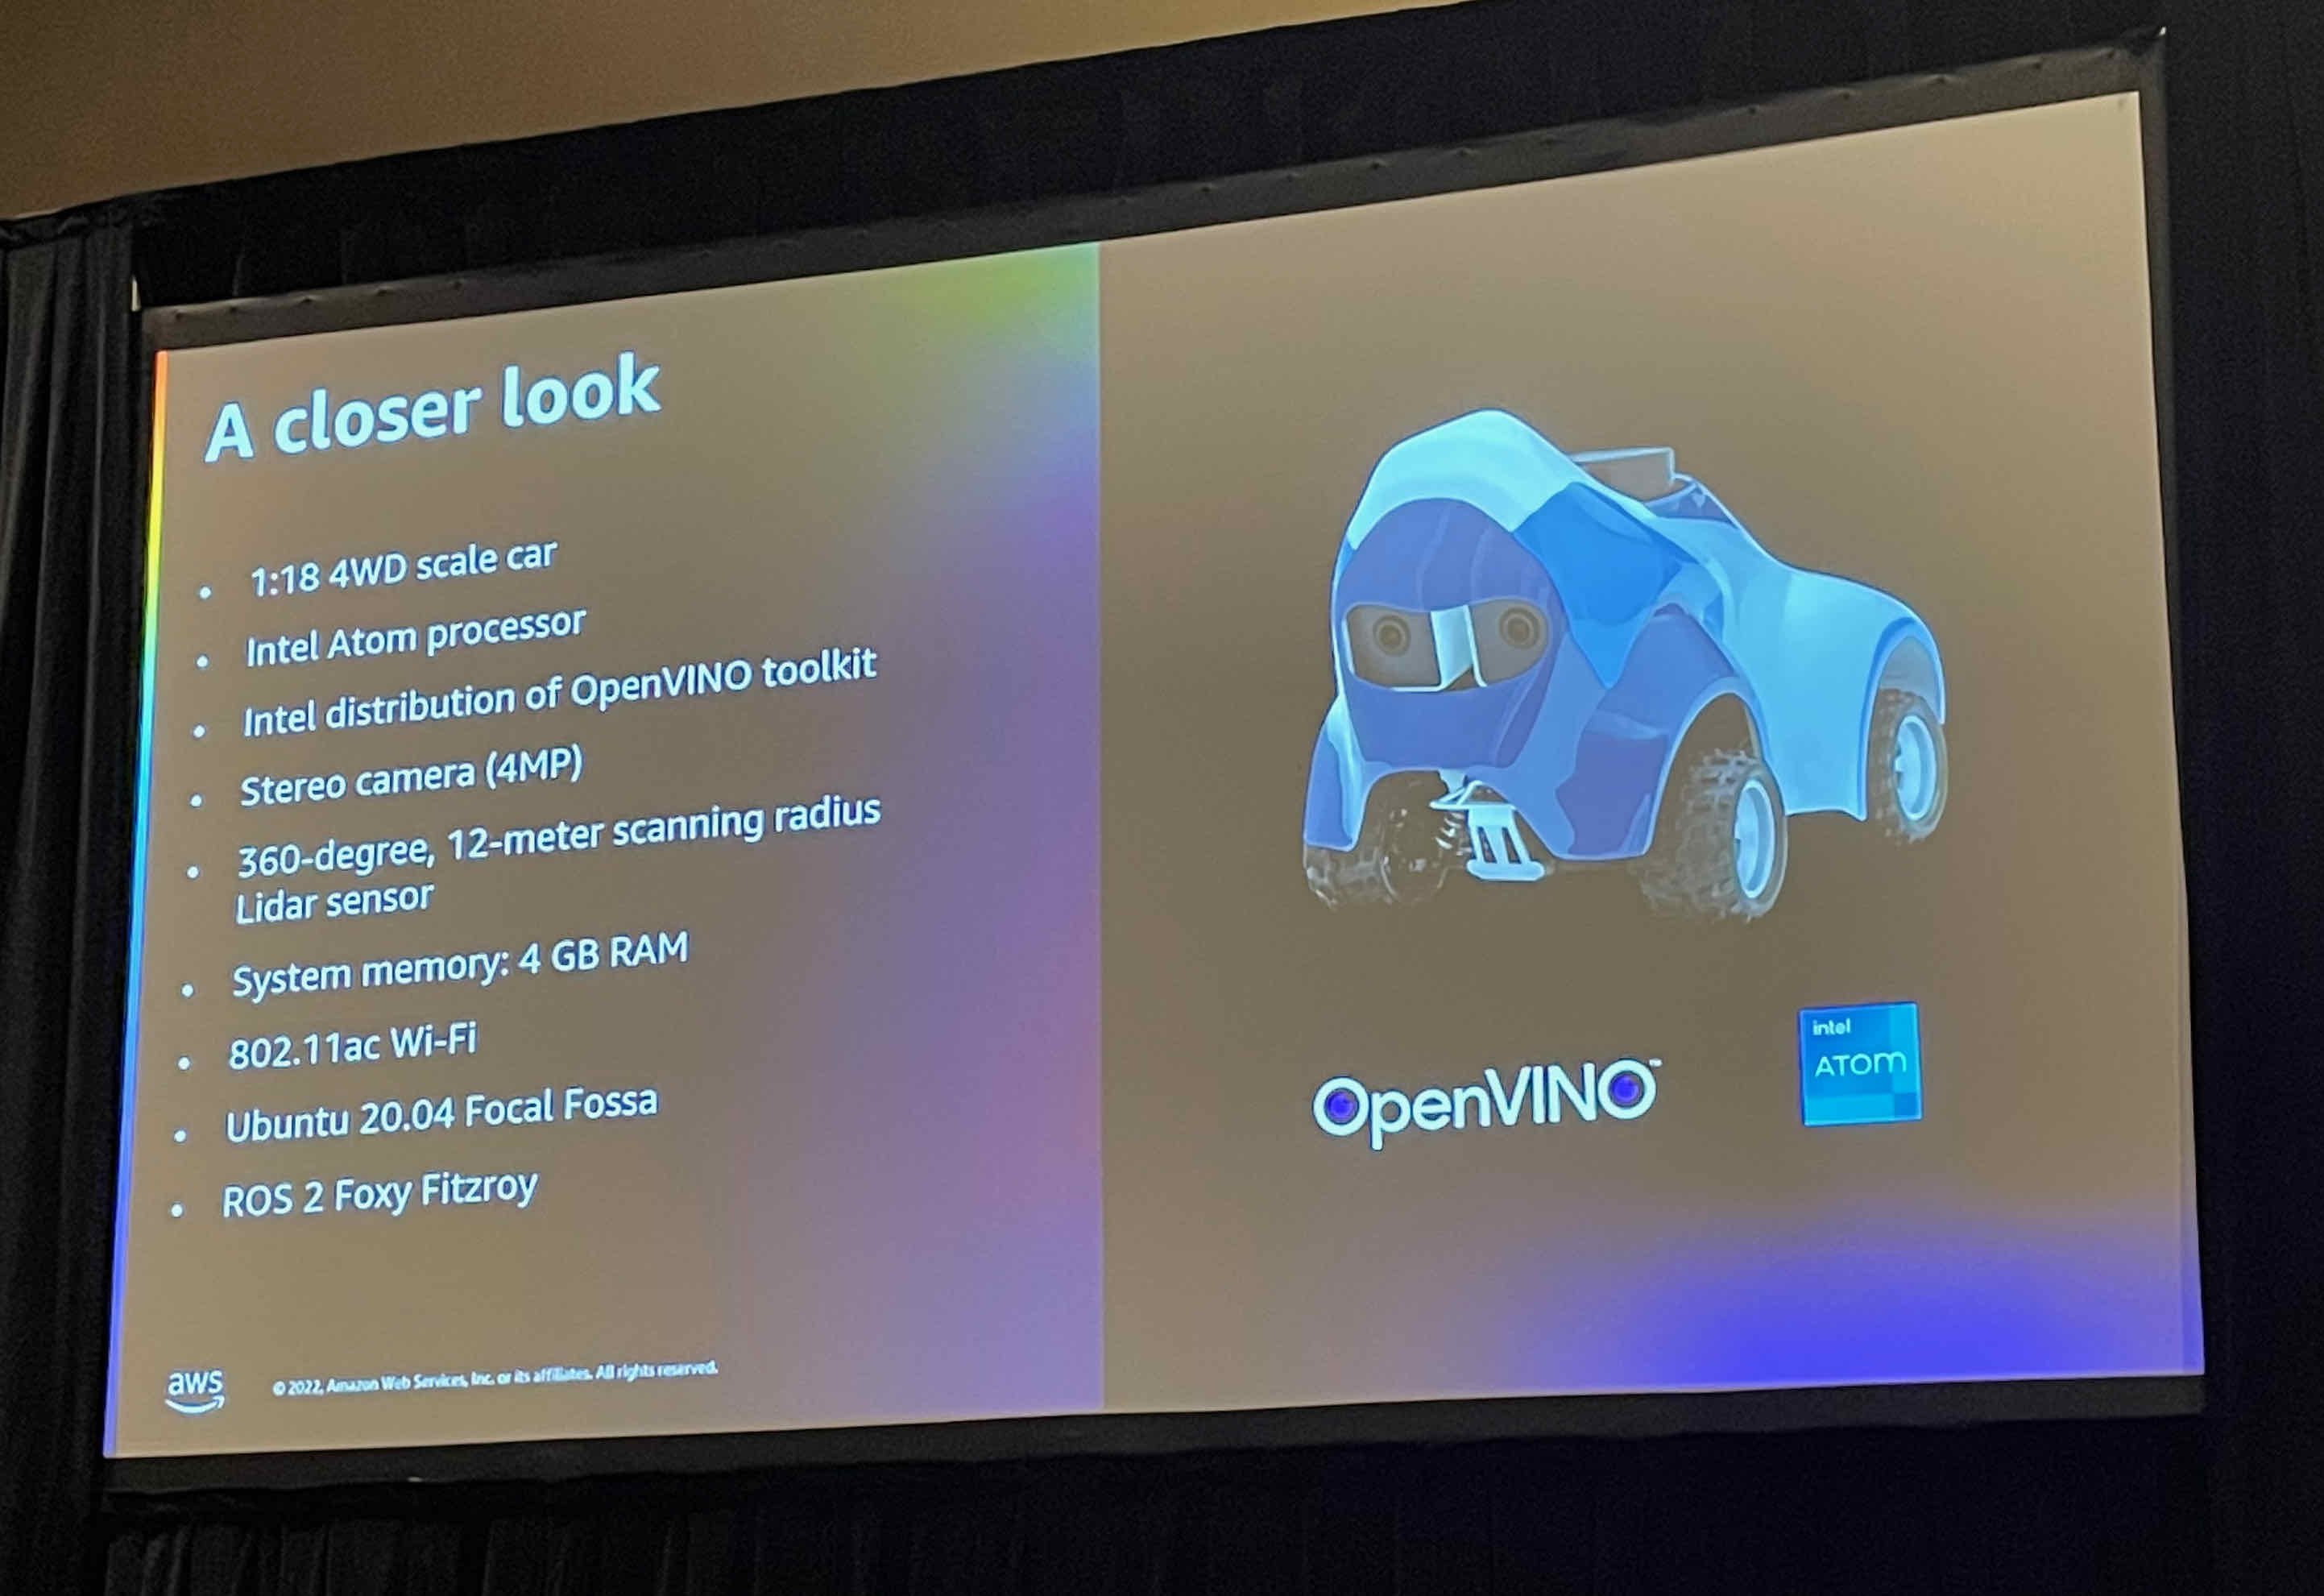 A closer look
• 1:18 4WD scale car
• Intel Atom processor
• Intel distribution of OpenVINO toolkit
• Stereo camera (4MP)
• 360-degree, 12-meter scanning radius
Lidar sensor
• System memory: 4 GB RAM
• 802.11ac Wi-Fi
• Ubuntu 20.04 Focal Fossa
• ROS 2 Foxy Fitzroy
OpenVINO™
intel
ATOM
aws
© 2022, Amazon Web Services, Inc. or its affiliates. All rights reserved.